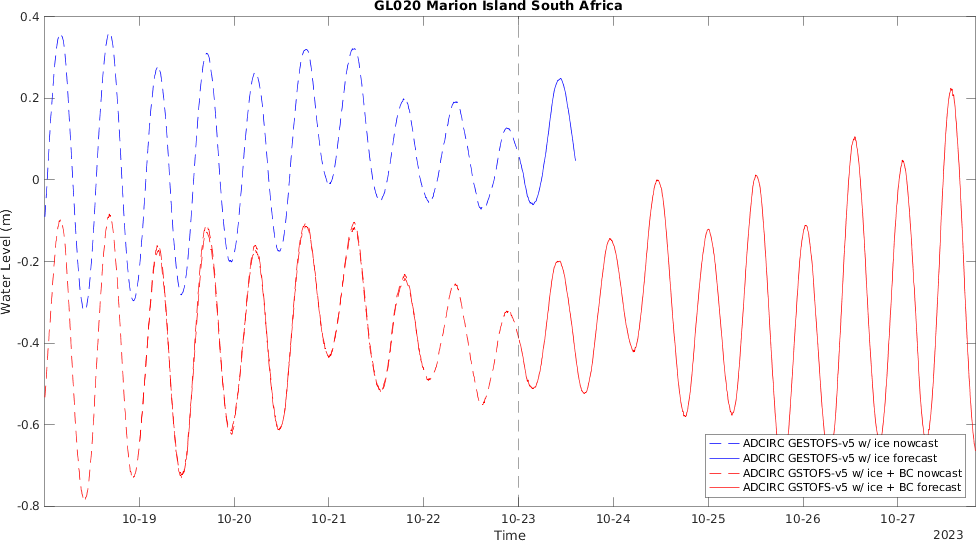 GL020 Marion Island South Africa
0.4
0.2
0
-0.2
-0.4
-0.6
-0.8
Water Level (m)
ADCIRC GESTOFS-v5 w/ ice nowcast
ADCIRC GESTOFS-v5 w/ ice forecast
ADCIRC GSTOFS-v5 w/ ice + BC nowcast
ADCIRC GSTOFS-v5 w/ ice + BC forecast
10-19 10-20 10-21 10-22 10-23 10-24 10-25 10-26 10-27
Time
2023